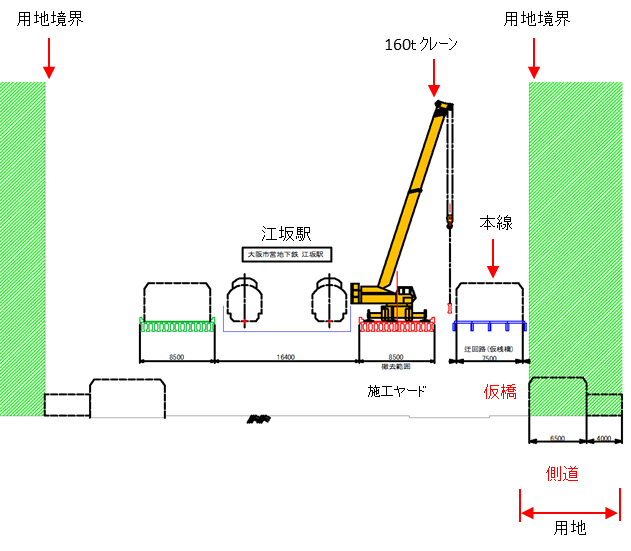 用地境界
用地境界
160tクレーン
江坂駅
大阪市営地下鉄 江坂駅
本線
迂回路(仮桟橋)
8500
16400
8500
7500
撤去範囲
施工ヤード
仮橋
6500
4000
側道
用地